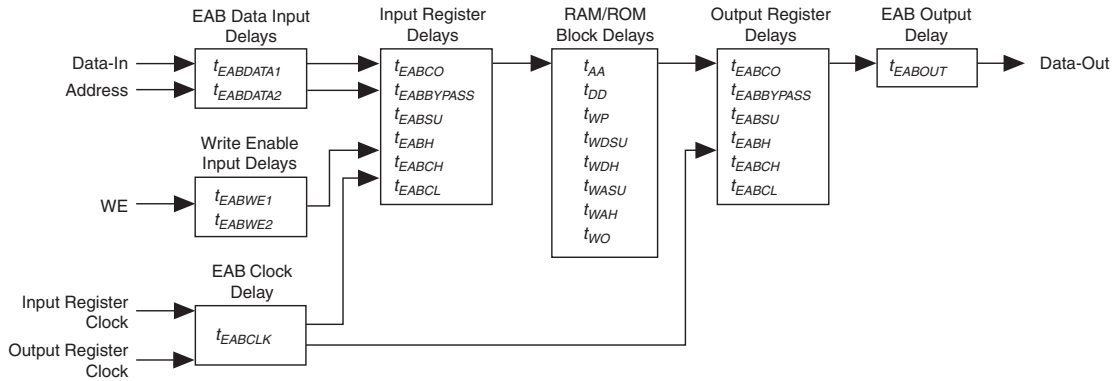 EAB Data Input
Delays
Input Register
Delays
RAM/ROM
Block Delays
Output Register
Delays
EAB Output
Delay
Data-In
Address
tEABDATA1
tEABDATA2
tEABCO
tEABBYPASS
tEABSU
tEABH
tEABCH
tEABCL
tAA
tDD
tWP
tWDSU
tWDH
tWASU
tWAH
tWO
tEABCO
tEABBYPASS
tEABSU
tEABH
tEABCH
tEABCL
tEABOUT
Data-Out
Write Enable
Input Delays
WE
tEABWE1
tEABWE2
EAB Clock
Delay
Input Register
Clock
Output Register
Clock
tEABCLK